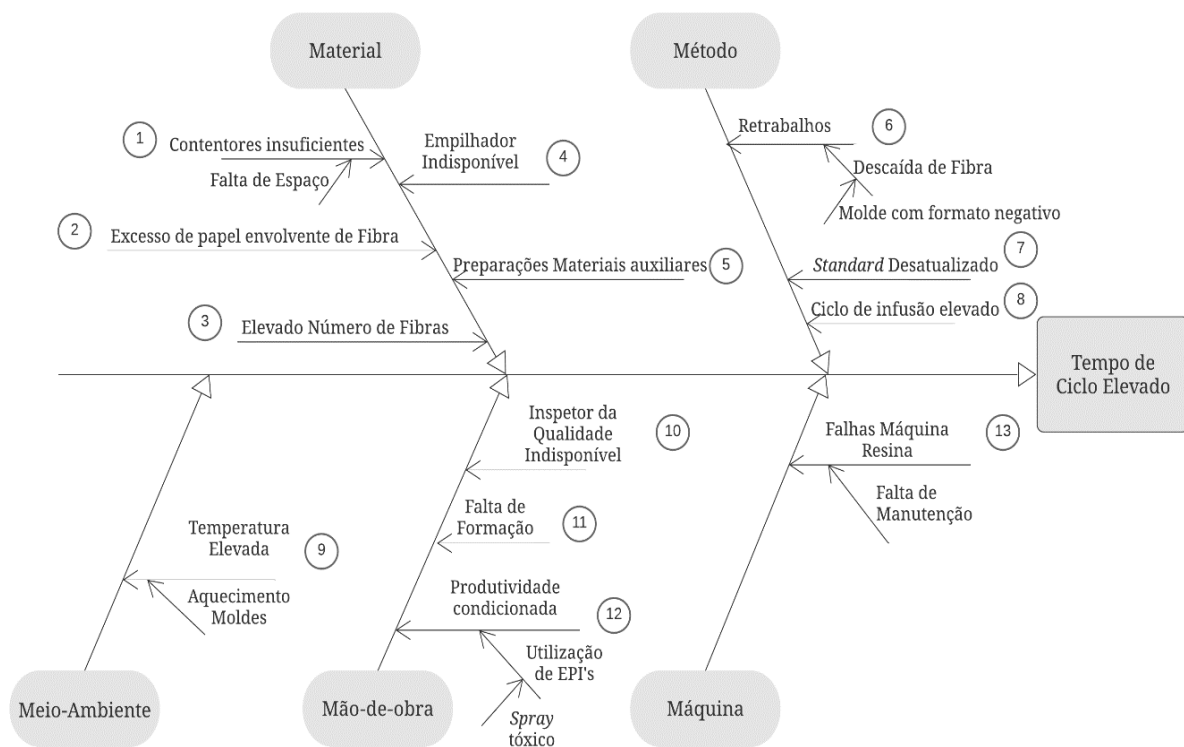 Material
Método
1
Contentores insuficientes
Falta de Espaço
Empilhador
Indisponível
4
2
Excesso de papel envolvente de Fibra
Preparações Materiais auxiliares
5
3
Elevado Número de Fibras
Retrabalhos
6
Descaída de Fibra
Molde com formato negativo
Standard Desatualizado
7
Ciclo de infusão elevado
8
Tempo de
Ciclo Elevado
Temperatura
Elevada
9
Aquecimento
Moldes
Inspetor da
Qualidade
Indisponível
10
Falta de
Formação
11
Produtividade
condicionada
12
Utilização
de EPI's
Spray
tóxico
Falhas Máquina
Resina
13
Falta de
Manutenção
Meio-Ambiente
Mão-de-obra
Máquina